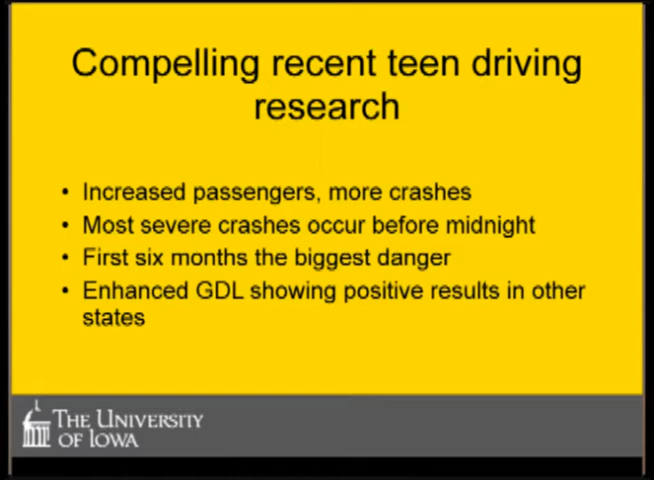 Compelling recent teen driving
research
• Increased passengers, more crashes
• Most severe crashes occur before midnight
• First six months the biggest danger
• Enhanced GDL showing positive results in other
states
THE UNIVERSITY
OF IOWA